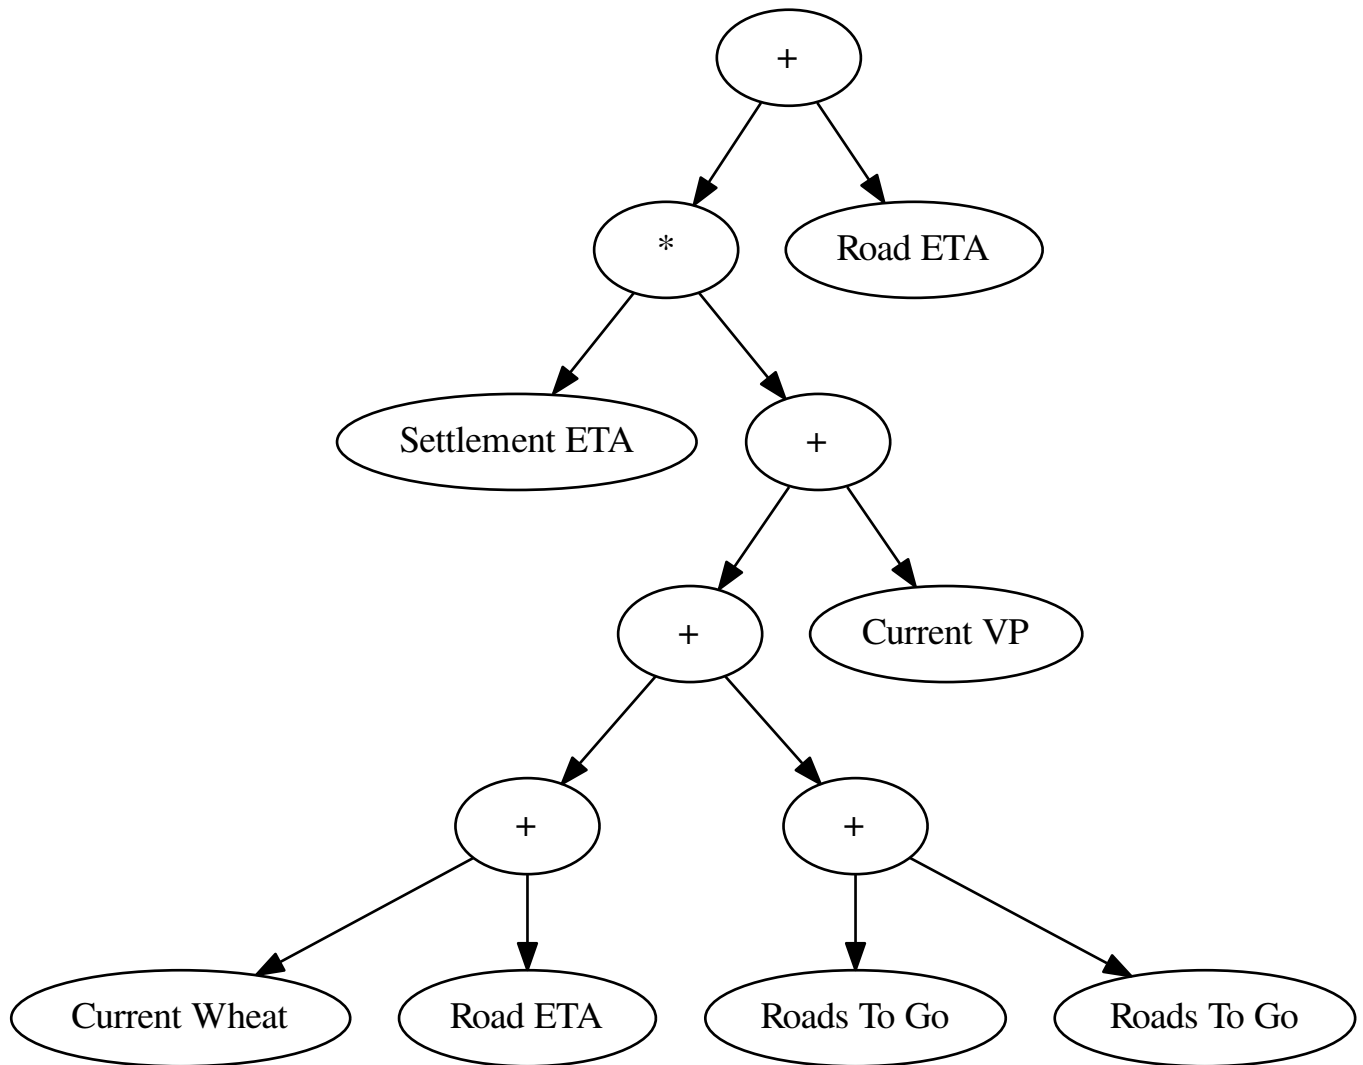 +
*
Road ETA
Settlement ETA
+
+
Current VP
+
+
Current Wheat
Road ETA
Roads To Go
Roads To Go